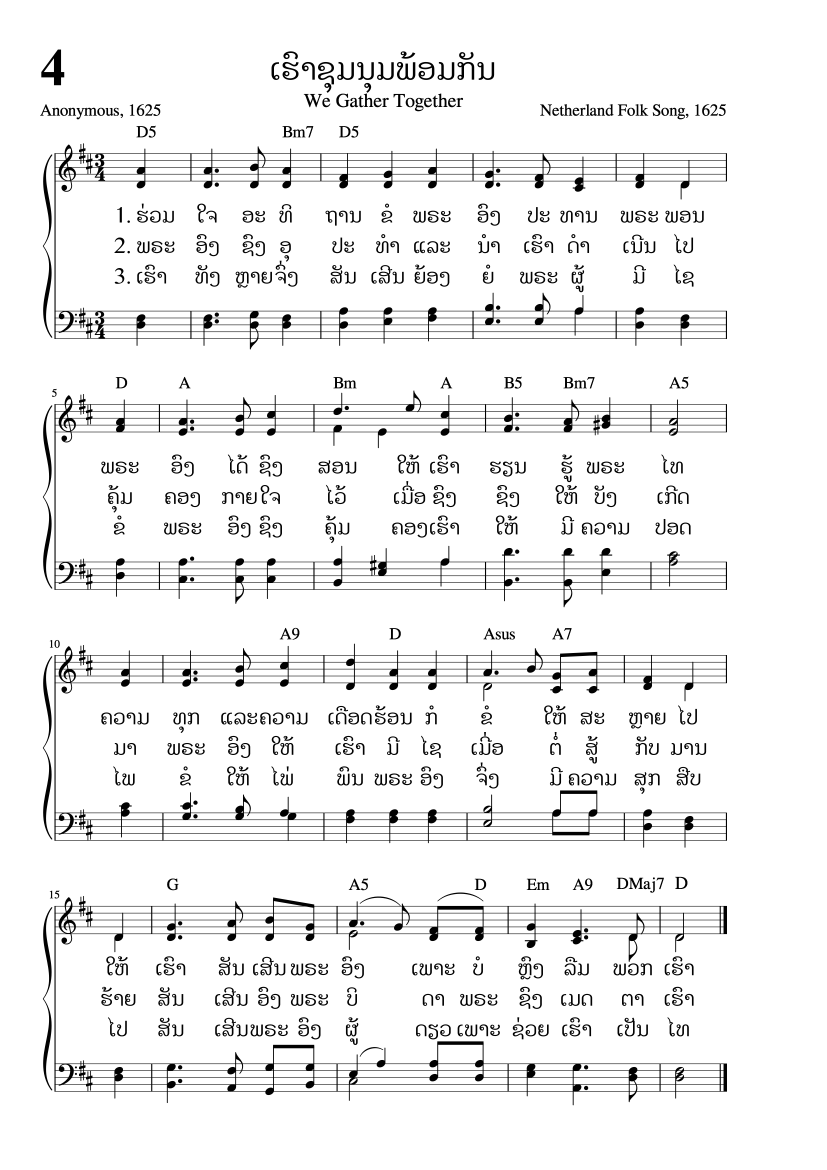 4
ເຮົາຊຸມນຸມພ້ອມກັນ
We Gather Together
Anonymous, 1625
Netherland Folk Song, 1625
D5 Bm7 D5
1. ຮ່ວມ ໃຈ ອະ ທິ ຖານ ຂໍ ພຣະ ອົງ ປະ ທານ ພຣະ ພອນ
2. ພຣະ ອົງ ຊົງ ອຸ ປະ ທຳ ແລະ ນຳ ເຮົາ ດຳ ເນີນ ໄປ
3. ເຮົາ ທັງ ຫຼາຍຈົ່ງ ສັນ ເສີນ ຍ້ອງ ຍໍ ພຣະ ຜູ້ ມີ ໄຊ
5
D A Bm A B5 Bm7 A5
ພຣະ ອົງ ໄດ້ ຊົງ ສອນ ໃຫ້ ເຮົາ ຮຽນ ຮູ້ ພຣະ ໄທ
ຄຸ້ມ ຄອງ ກາຍໃຈ ໄວ້ ເມື່ອ ຊົງ ຊົງ ໃຫ້ ບັງ ເກີດ
ຂໍ ພຣະ ອົງ ຊົງ ຄຸ້ມ ຄອງເຮົາ ໃຫ້ ມີ ຄວາມ ປອດ
10
A9 D Asus A7
ຄວາມ ທຸກ ແລະຄວາມ ເດືອດຮ້ອນ ກໍ ຂໍ ໃຫ້ ສະ ຫຼາຍ ໄປ
ມາ ພຣະ ອົງ ໃຫ້ ເຮົາ ມີ ໄຊ ເມື່ອ ຕໍ່ ສູ້ ກັບ ມານ
ໄພ ຂໍ ໃຫ້ ໄພ່ ພົນ ພຣະ ອົງ ຈົ່ງ ມີ ຄວາມ ສຸກ ສືບ
15
G A5 D Em A9 DMaj7 D
ໃຫ້ ເຮົາ ສັນ ເສີນ ພຣະ ອົງ ເພາະ ບໍ ຫຼົງ ລືມ ພວກ ເຮົາ
ຮ້າຍ ສັນ ເສີນ ອົງ ພຣະ ບິ ດາ ພຣະ ຊົງ ເມດ ຕາ ເຮົາ
ໄປ ສັນ ເສີນພຣະ ອົງ ຜູ້ ດຽວ ເພາະ ຊ່ວຍ ເຮົາ ເປັນ ໄທ